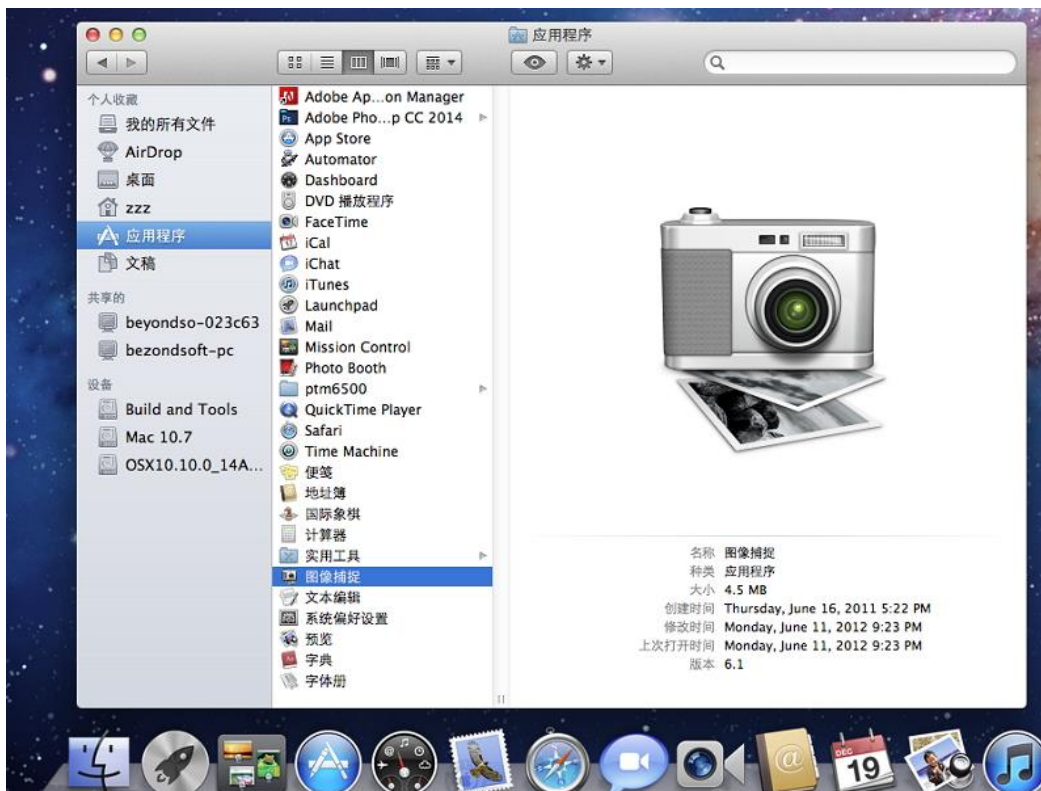 应用程序
个人收藏
我的所有文件
AirDrop
桌面
zzz
应用程序
文稿
共享的
beyondso-023c63
bezondsoft-pc
设备
Build and Tools
Mac 10.7
OSX10.10.0_14A...
Adobe Ap...on Manager
Adobe Pho...p CC 2014
App Store
Automator
Dashboard
DVD 播放程序
FaceTime
iCal
iChat
iTunes
Launchpad
Mail
Mission Control
Photo Booth
ptm6500
QuickTime Player
Safari
Time Machine
便笺
地址簿
国际象棋
计算器
实用工具
图像捕捉
文本编辑
系统偏好设置
预览
字典
字体册
名称 图像捕捉
种类 应用程序
大小 4.5 MB
创建时间 Thursday, June 16, 2011 5:22 PM
修改时间 Monday, June 11, 2012 9:23 PM
上次打开时间 Monday, June 11, 2012 9:23 PM
版本 6.1
DEC
19